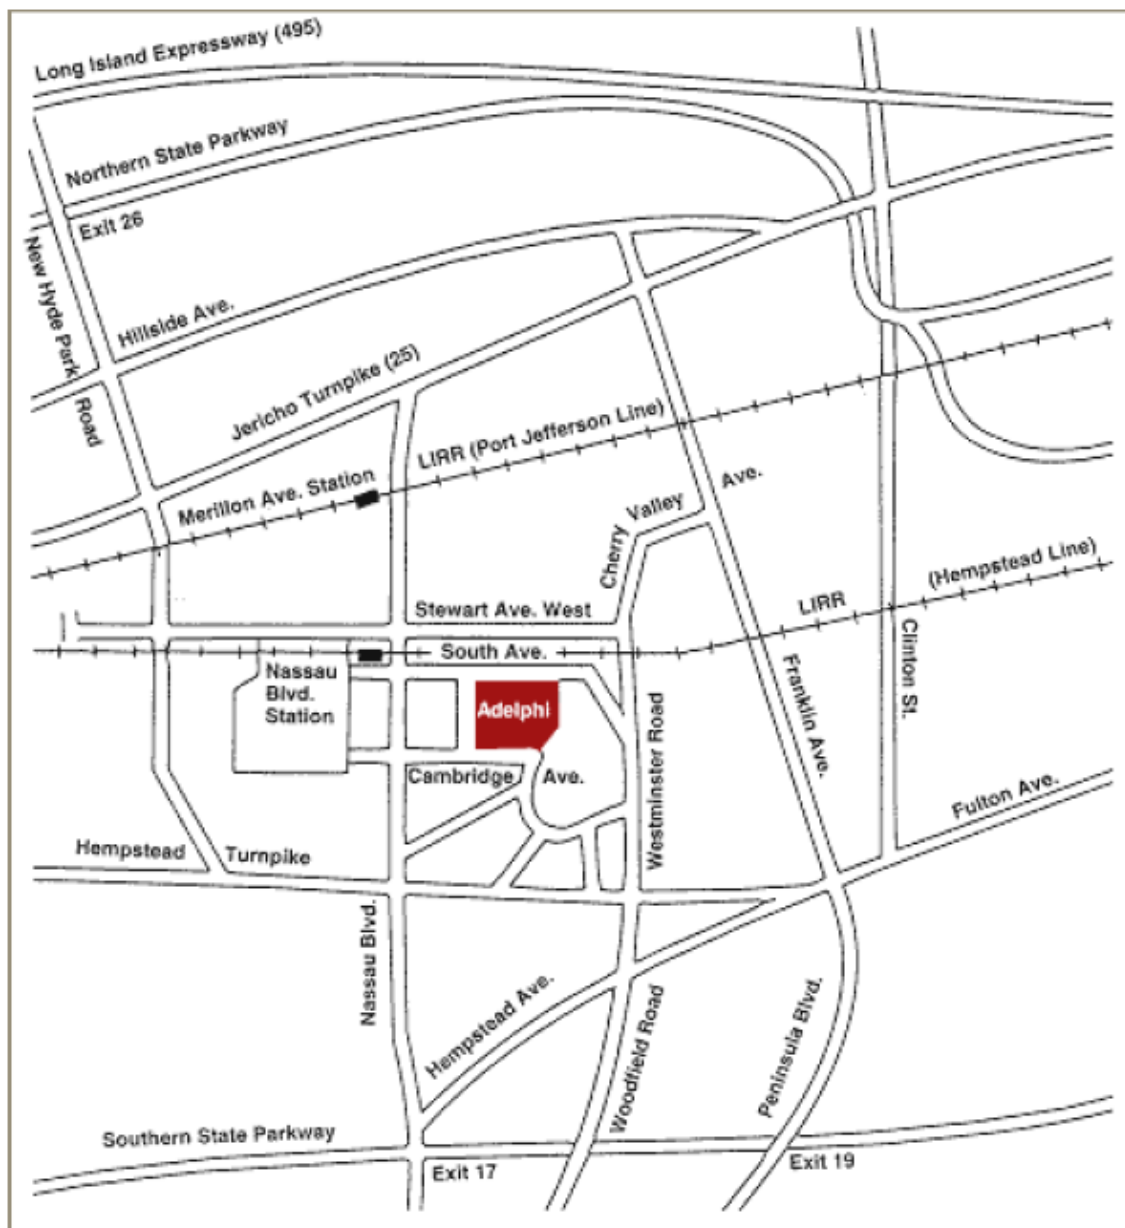 Long Island Expressway (495)
Northern State Parkway
Exit 26
New Hyde Park Road
Hillside Ave.
Jericho Turnpike (25)
LIRR (Port Jefferson Line)
Merillon Ave. Station
Cherry Valley Ave.
(Hempstead Line)
LIRR
Stewart Ave. West
South Ave.
Nassau
Blvd.
Station
Adelphi
Westminster Road
Franklin Ave.
Clinton St.
Cambridge Ave.
Fulton Ave.
Hempstead Turnpike
Nassau Blvd.
Hempstead Ave.
Woodfield Road
Peninsula Blvd.
Southern State Parkway
Exit 17
Exit 19